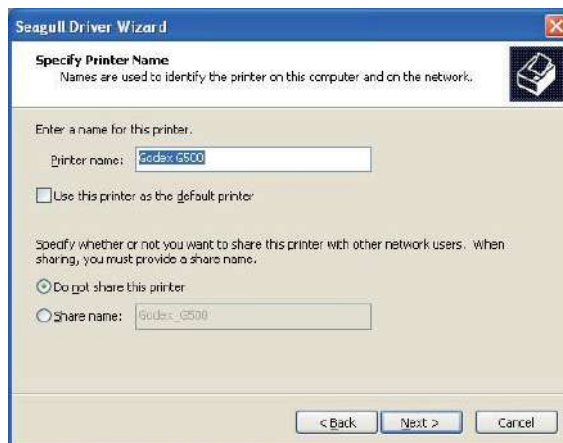 Seagull Driver Wizard
Specify Printer Name
Names are used to identify the printer on this computer and on the network.
Enter a name for this printer.
Printer name: Godex G500
Use this printer as the default printer
Specify whether or not you want to share this printer with other network users. When
sharing, you must provide a share name.
Do not share this printer
Share name: Godex_G500
< Back Next > Cancel